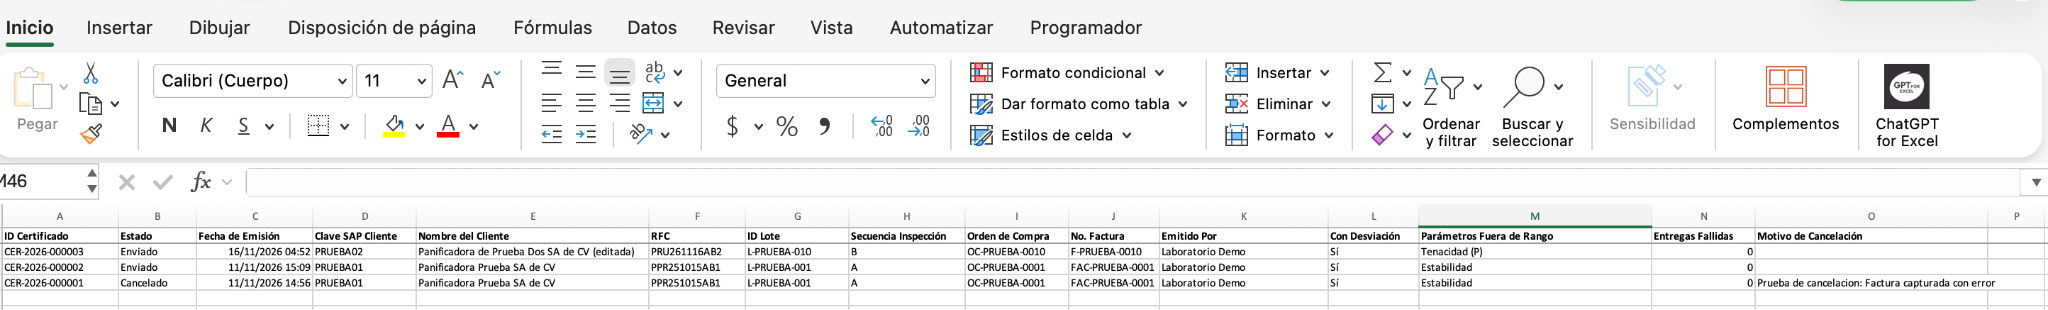 Inicio Insertar Dibujar Disposición de página Fórmulas Datos Revisar Vista Automatizar Programador
Pegar
Calibri (Cuerpo) 11 A A
N K S A
ab
General
$ % 000
Formato condicional
Dar formato como tabla
Estilos de celda
Insertar
Eliminar
Formato
Ordenar y filtrar
Buscar y seleccionar
Sensibilidad
Complementos
GPT FOR EXCEL
ChatGPT for Excel
M46 fx
A B C D E F G H I J K L M N O P
ID Certificado Estado Fecha de Emisión Clave SAP Cliente Nombre del Cliente RFC ID Lote Secuencia Inspección Orden de Compra No. Factura Emitido Por Con Desviación Parámetros Fuera de Rango Entregas Fallidas Motivo de Cancelación
CER-2026-000003 Enviado 16/11/2026 04:52 PRUEBA02 Panificadora de Prueba Dos SA de CV (editada) PRU261116AB2 L-PRUEBA-010 B OC-PRUEBA-0010 F-PRUEBA-0010 Laboratorio Demo Sí Tenacidad (P) 0
CER-2026-000002 Enviado 11/11/2026 15:09 PRUEBA01 Panificadora Prueba SA de CV PPR251015AB1 L-PRUEBA-001 A OC-PRUEBA-0001 FAC-PRUEBA-0001 Laboratorio Demo Sí Estabilidad 0
CER-2026-000001 Cancelado 11/11/2026 14:56 PRUEBA01 Panificadora Prueba SA de CV PPR251015AB1 L-PRUEBA-001 A OC-PRUEBA-0001 FAC-PRUEBA-0001 Laboratorio Demo Sí Estabilidad 0 Prueba de cancelacion: Factura capturada con error